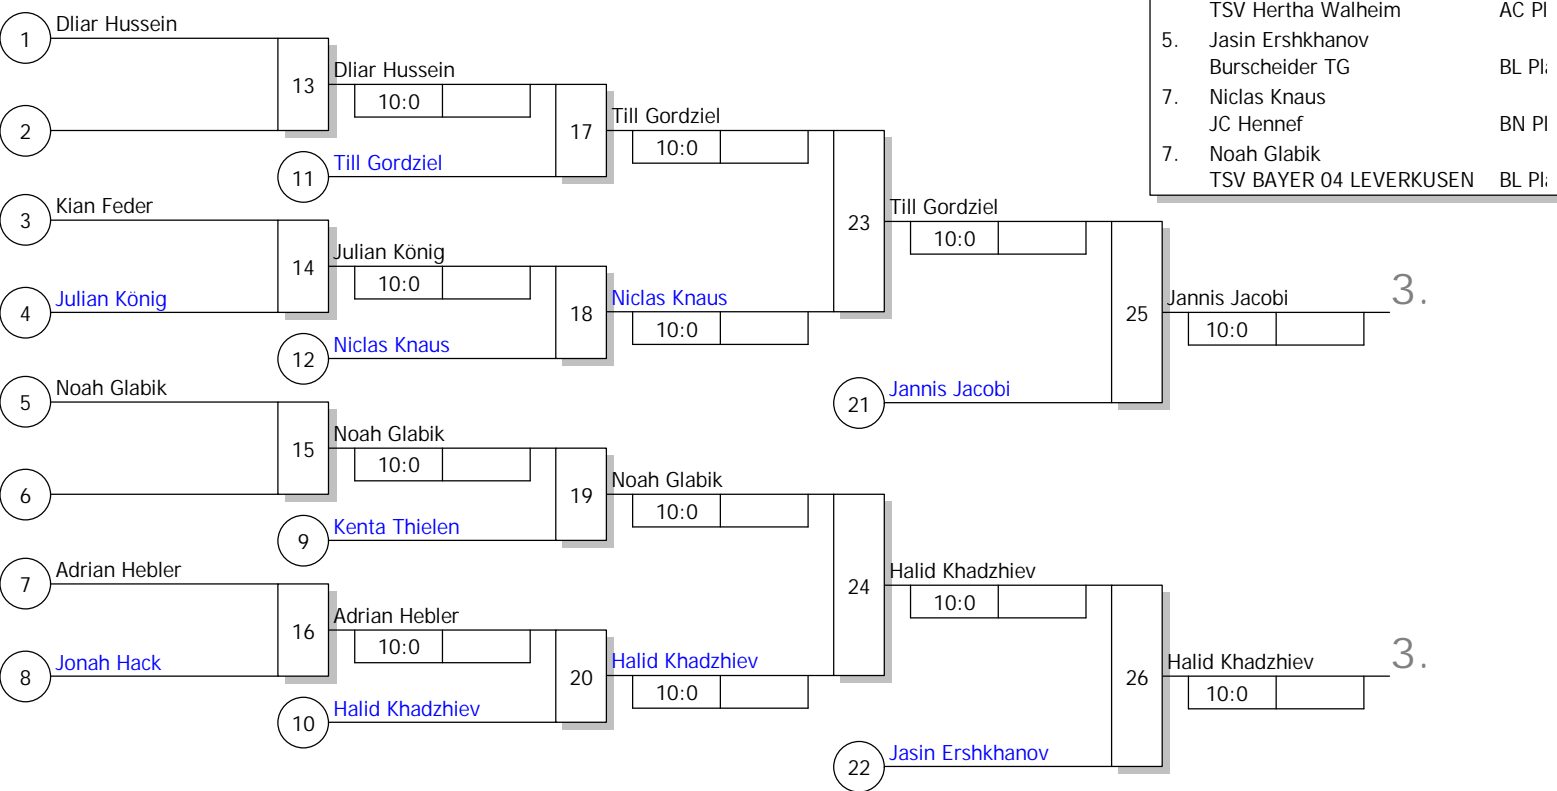 TSV Hertha Walheim AC
5. Jasin Ershkhanov
Burscheider TG BL
7. Niclas Knaus
JC Hennef BN
7. Noah Glabik
TSV BAYER 04 LEVERKUSEN BL
1 Dliar Hussein
13 Dliar Hussein
10:0
2
17 Till Gordziel
10:0
11 Till Gordziel
3 Kian Feder
23 Till Gordziel
10:0
14 Julian König
10:0
4 Julian König
18 Niclas Knaus
10:0
12 Niclas Knaus
25 Jannis Jacobi 3.
10:0
21 Jannis Jacobi
5 Noah Glabik
15 Noah Glabik
10:0
6
19 Noah Glabik
10:0
9 Kenta Thielen
7 Adrian Hebler
24 Halid Khadzhiev
10:0
16 Adrian Hebler
10:0
8 Jonah Hack
20 Halid Khadzhiev
10:0
10 Halid Khadzhiev
26 Halid Khadzhiev 3.
10:0
22 Jasin Ershkhanov